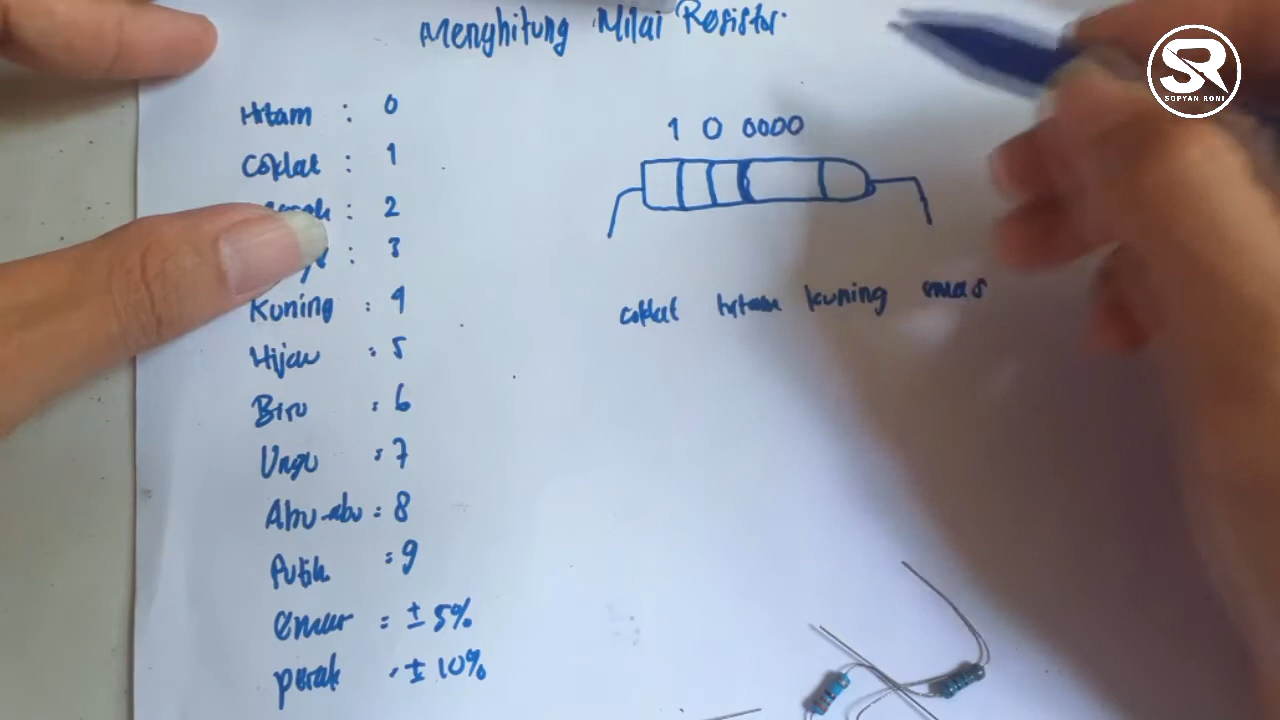 Menghitung Nilai Resistor
SR
SOPYAN RONI
Hitam : 0
Coklat : 1
: 2
: 3
Kuning : 4
Hijau : 5
Biru : 6
Ungu : 7
Abu-abu = 8
Putih = 9
Emas = ± 5%
perak = ± 10%
1 0 0000
coklat hitam kuning emas